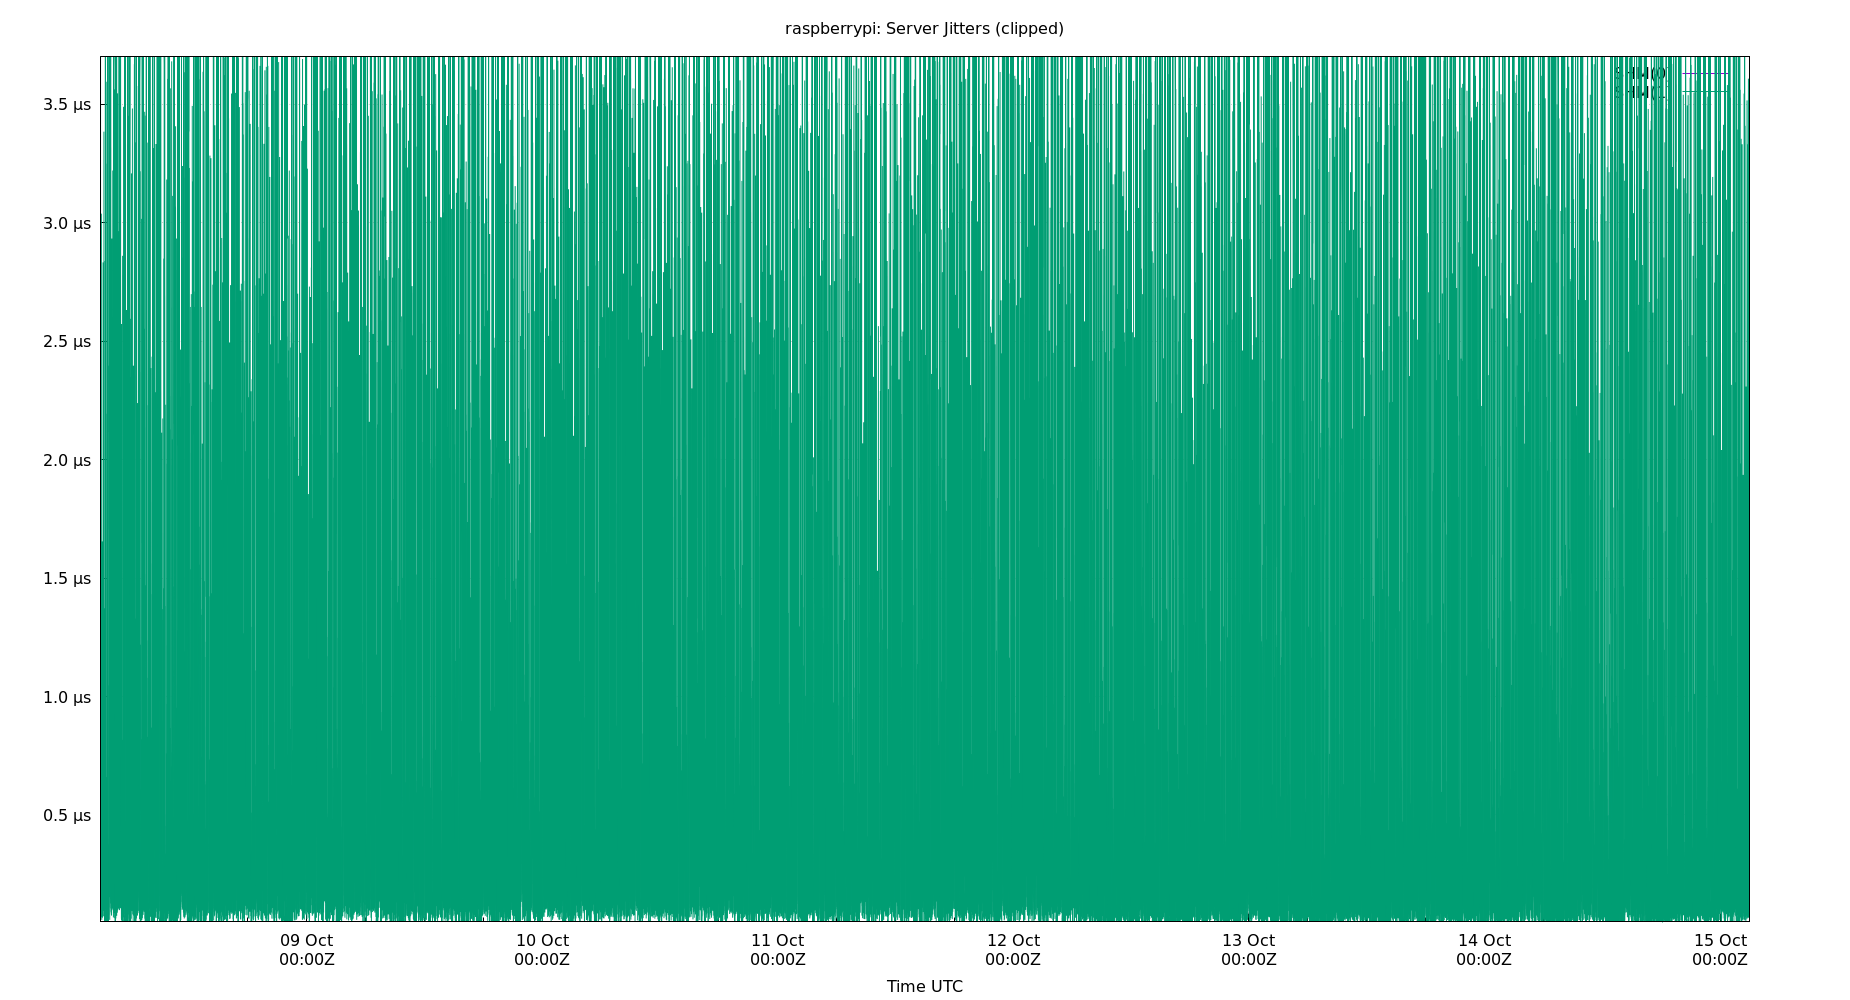 raspberrypi: Server Jitters (clipped)
3.5 µs
3.0 µs
2.5 µs
2.0 µs
1.5 µs
1.0 µs
0.5 µs
09 Oct 10 Oct 11 Oct 12 Oct 13 Oct 14 Oct 15 Oct
00:00Z 00:00Z 00:00Z 00:00Z 00:00Z 00:00Z 00:00Z
Time UTC